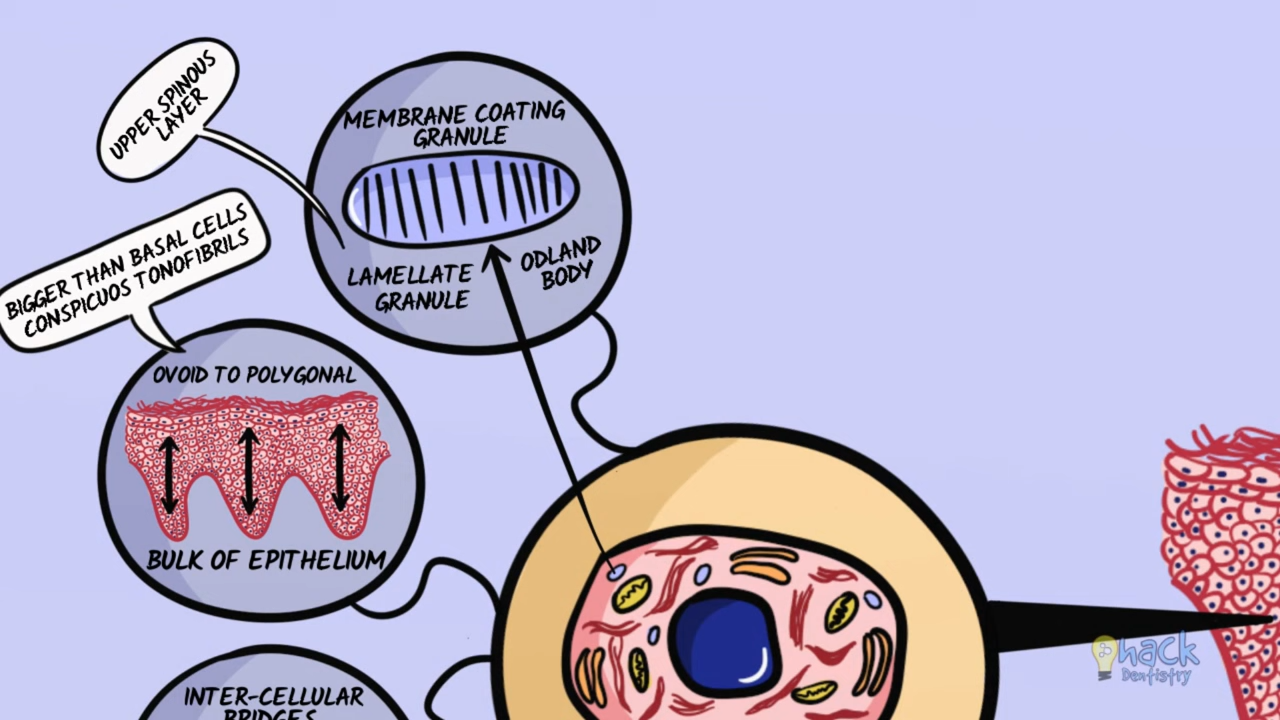 UPPER SPINOUS
LAYER
MEMBRANE COATING
GRANULE
LAMELLATE
GRANULE
ODLAND
BODY
BIGGER THAN BASAL CELLS
CONSPICUOS TONOFIBRILS
OVOID TO POLYGONAL
BULK OF EPITHELIUM
INTER-CELLULAR
BRIDGES
hack
Dentistry